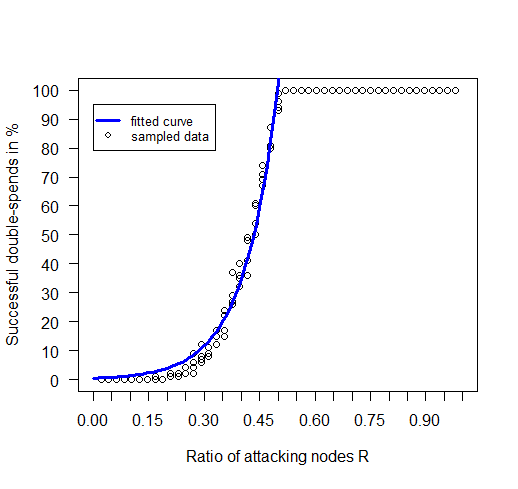 fitted curve
sampled data
Successful double-spends in %
100
90
80
70
60
50
40
30
20
10
0
0.00 0.15 0.30 0.45 0.60 0.75 0.90
Ratio of attacking nodes R